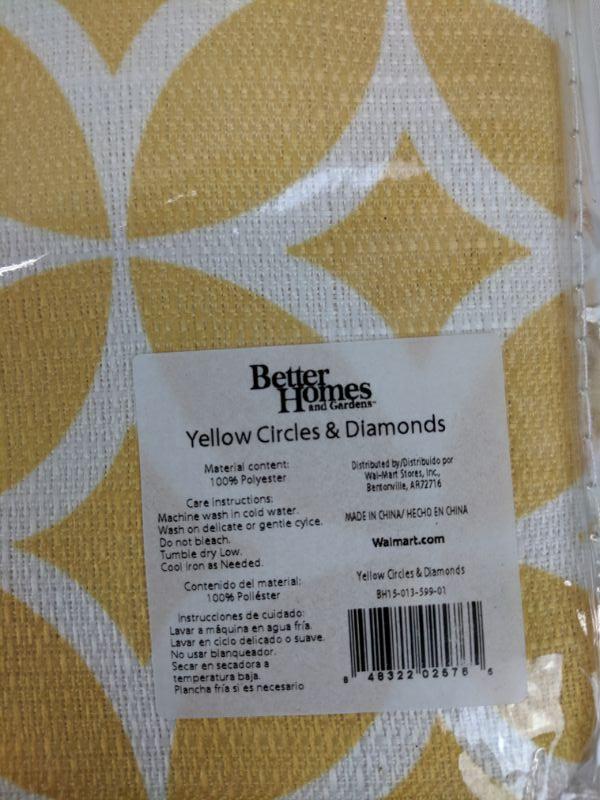 Better
Homes
and Gardens™
Yellow Circles & Diamonds
Material content:
100% Polyester
Care Instructions:
Machine wash in cold water.
Wash on delicate or gentle cylce.
Do not bleach.
Tumble dry Low.
Cool Iron as Needed.
Contenido del material:
100% Poliéster
Instrucciones de cuidado:
Lavar a máquina en agua fría.
Lavar en ciclo delicado o suave.
No usar blanqueador.
Secar en secadora a
temperatura baja.
Plancha fría si es necesario
Distributed by/Distribuido por
Wal-Mart Stores, Inc.,
Bentonville, AR72716
MADE IN CHINA/ HECHO EN CHINA
Walmart.com
Yellow Circles & Diamonds
BH15-013-599-01
8 48322 02576 6